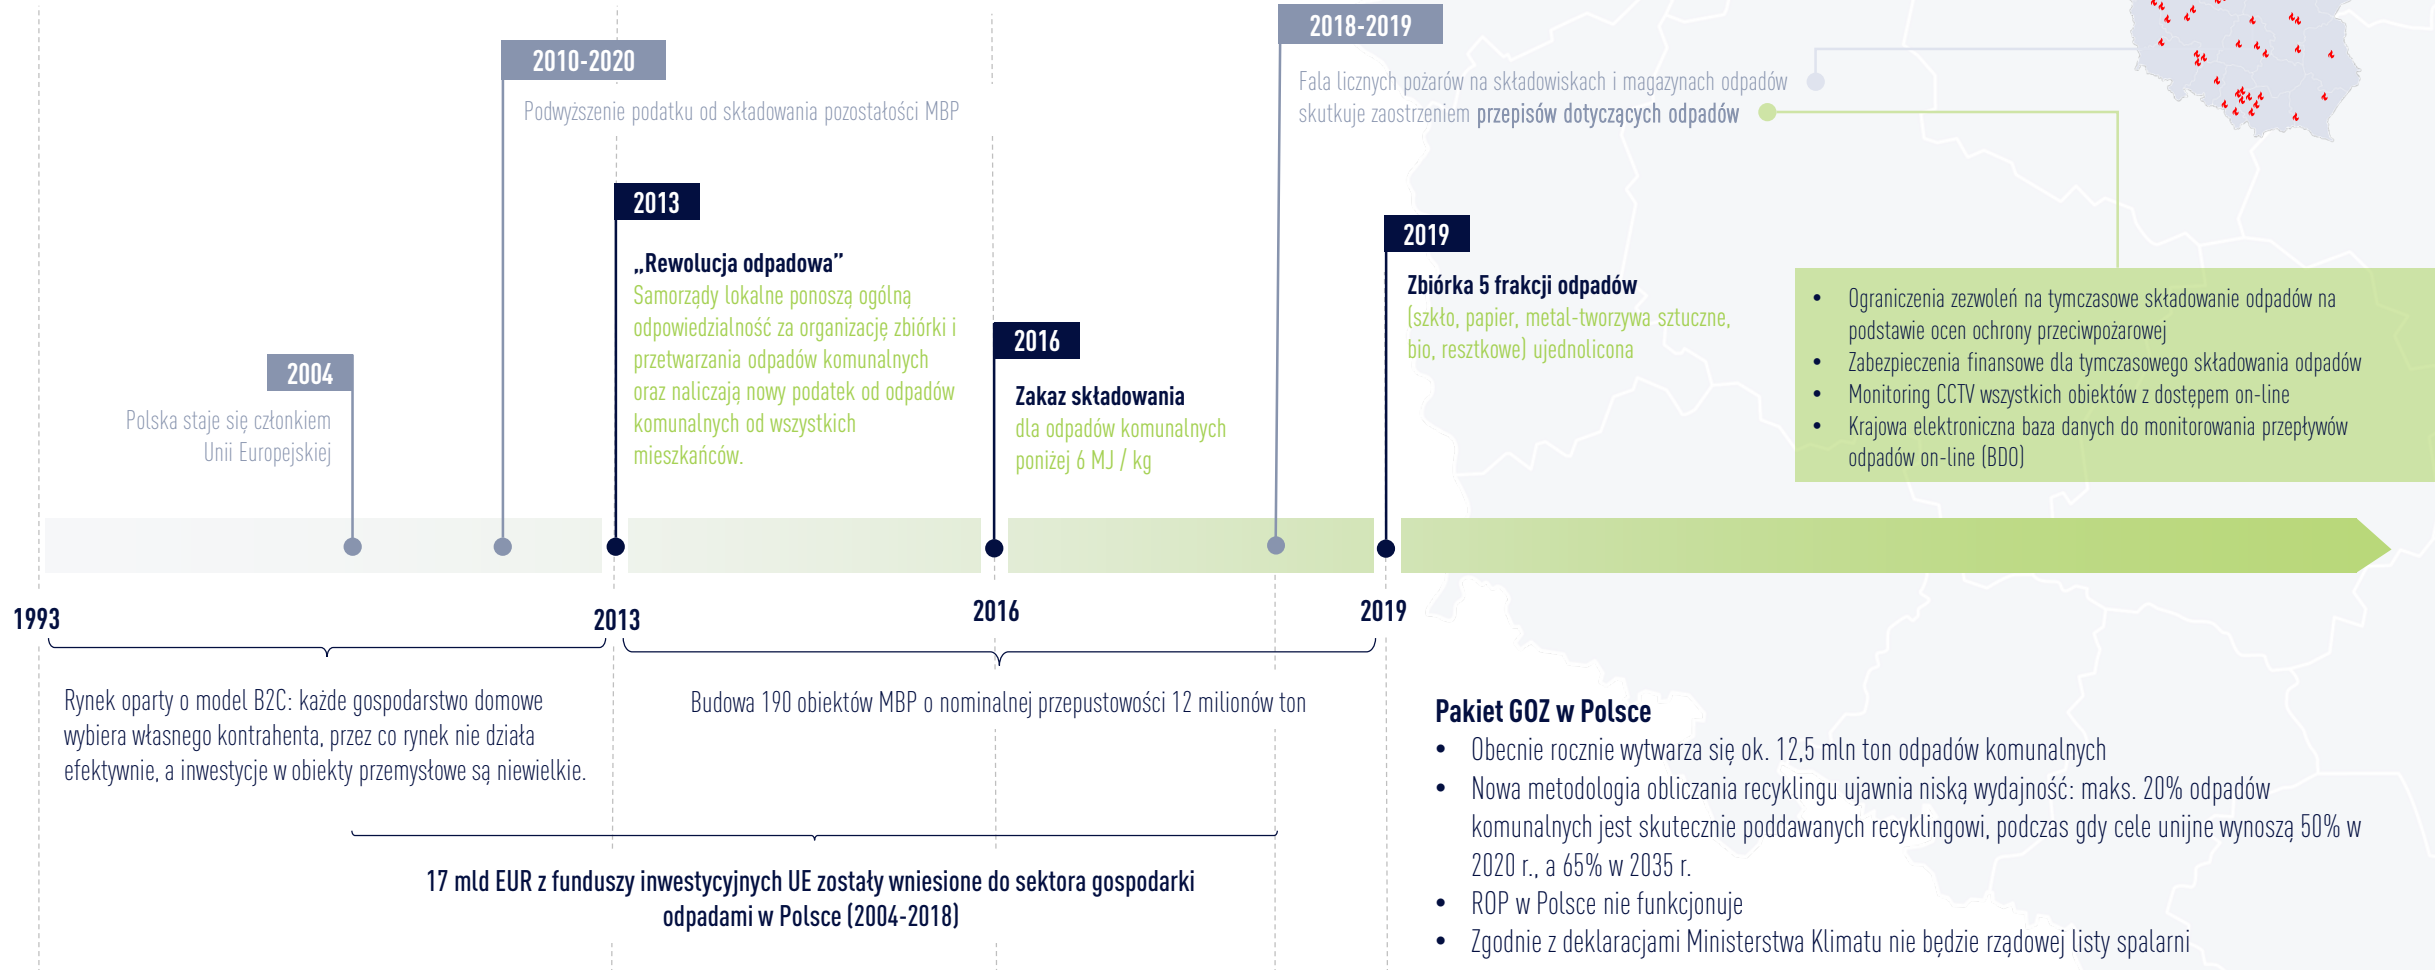 2018-2019
Fala licznych pożarów na składowiskach i magazynach odpadów
skutkuje zaostrzeniem przepisów dotyczących odpadów
2010-2020
Podwyższenie podatku od składowania pozostałości MBP
2013
„Rewolucja odpadowa”
Samorządy lokalne ponoszą ogólną
odpowiedzialność za organizację zbiórki i
przetwarzania odpadów komunalnych
oraz naliczają nowy podatek od odpadów
komunalnych od wszystkich
mieszkańców.
2019
Zbiórka 5 frakcji odpadów
(szkło, papier, metal-tworzywa sztuczne,
bio, resztkowe) ujednolicona
• Ograniczenia zezwoleń na tymczasowe składowanie odpadów na
podstawie ocen ochrony przeciwpożarowej
• Zabezpieczenia finansowe dla tymczasowego składowania odpadów
• Monitoring CCTV wszystkich obiektów z dostępem on-line
• Krajowa elektroniczna baza danych do monitorowania przepływów
odpadów on-line (BDO)
2016
Zakaz składowania
dla odpadów komunalnych
poniżej 6 MJ / kg
2004
Polska staje się członkiem
Unii Europejskiej
1993
2013
2016
2019
Rynek oparty o model B2C: każde gospodarstwo domowe
wybiera własnego kontrahenta, przez co rynek nie działa
efektywnie, a inwestycje w obiekty przemysłowe są niewielkie.
Budowa 190 obiektów MBP o nominalnej przepustowości 12 milionów ton
17 mld EUR z funduszy inwestycyjnych UE zostały wniesione do sektora gospodarki
odpadami w Polsce (2004-2018)
Pakiet GOZ w Polsce
• Obecnie rocznie wytwarza się ok. 12,5 mln ton odpadów komunalnych
• Nowa metodologia obliczania recyklingu ujawnia niską wydajność: maks. 20% odpadów
komunalnych jest skutecznie poddawanych recyklingowi, podczas gdy cele unijne wynoszą 50% w
2020 r., a 65% w 2035 r.
• ROP w Polsce nie funkcjonuje
• Zgodnie z deklaracjami Ministerstwa Klimatu nie będzie rządowej listy spalarni